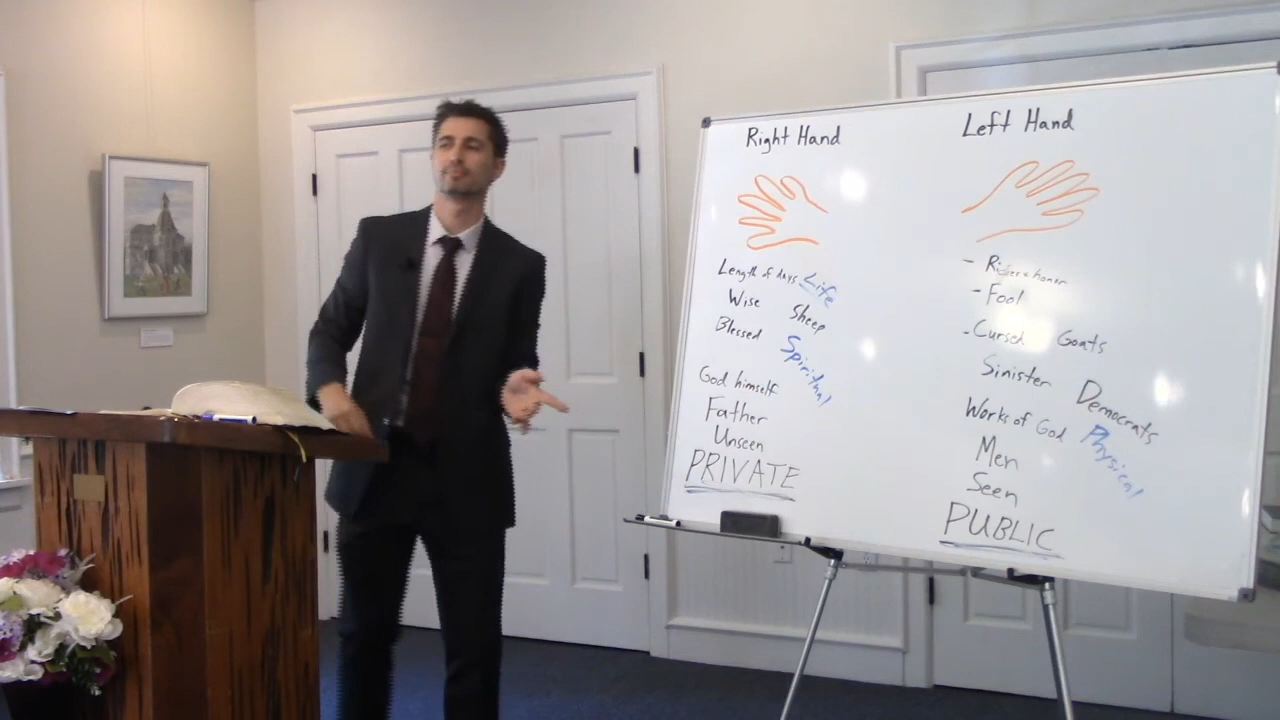 Right Hand
Length of days Life
Wise Sheep
Blessed
Spiritual
God himself
Father
Unseen
PRIVATE
Left Hand
- Riches & honor
- Fool
- Cursed Goats
Sinister Democrats
Works of God Physical
Men
Seen
PUBLIC